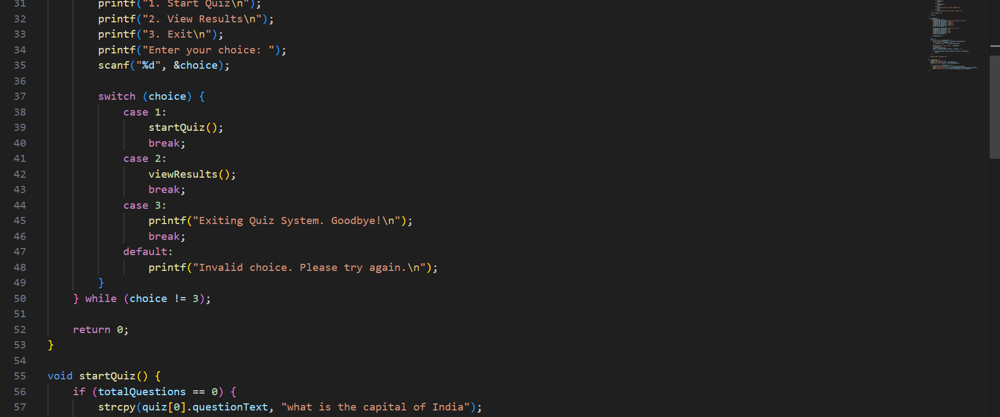 31 printf("1. Start Quiz\n");
32 printf("2. View Results\n");
33 printf("3. Exit\n");
34 printf("Enter your choice: ");
35 scanf("%d", &choice);
36
37 switch (choice) {
38 case 1:
39 startQuiz();
40 break;
41 case 2:
42 viewResults();
43 break;
44 case 3:
45 printf("Exiting Quiz System. Goodbye!\n");
46 break;
47 default:
48 printf("Invalid choice. Please try again.\n");
49 }
50 } while (choice != 3);
51
52 return 0;
53 }
54
55 void startQuiz() {
56 if (totalQuestions == 0) {
57 strcpy(quiz[0].questionText, "what is the capital of India");